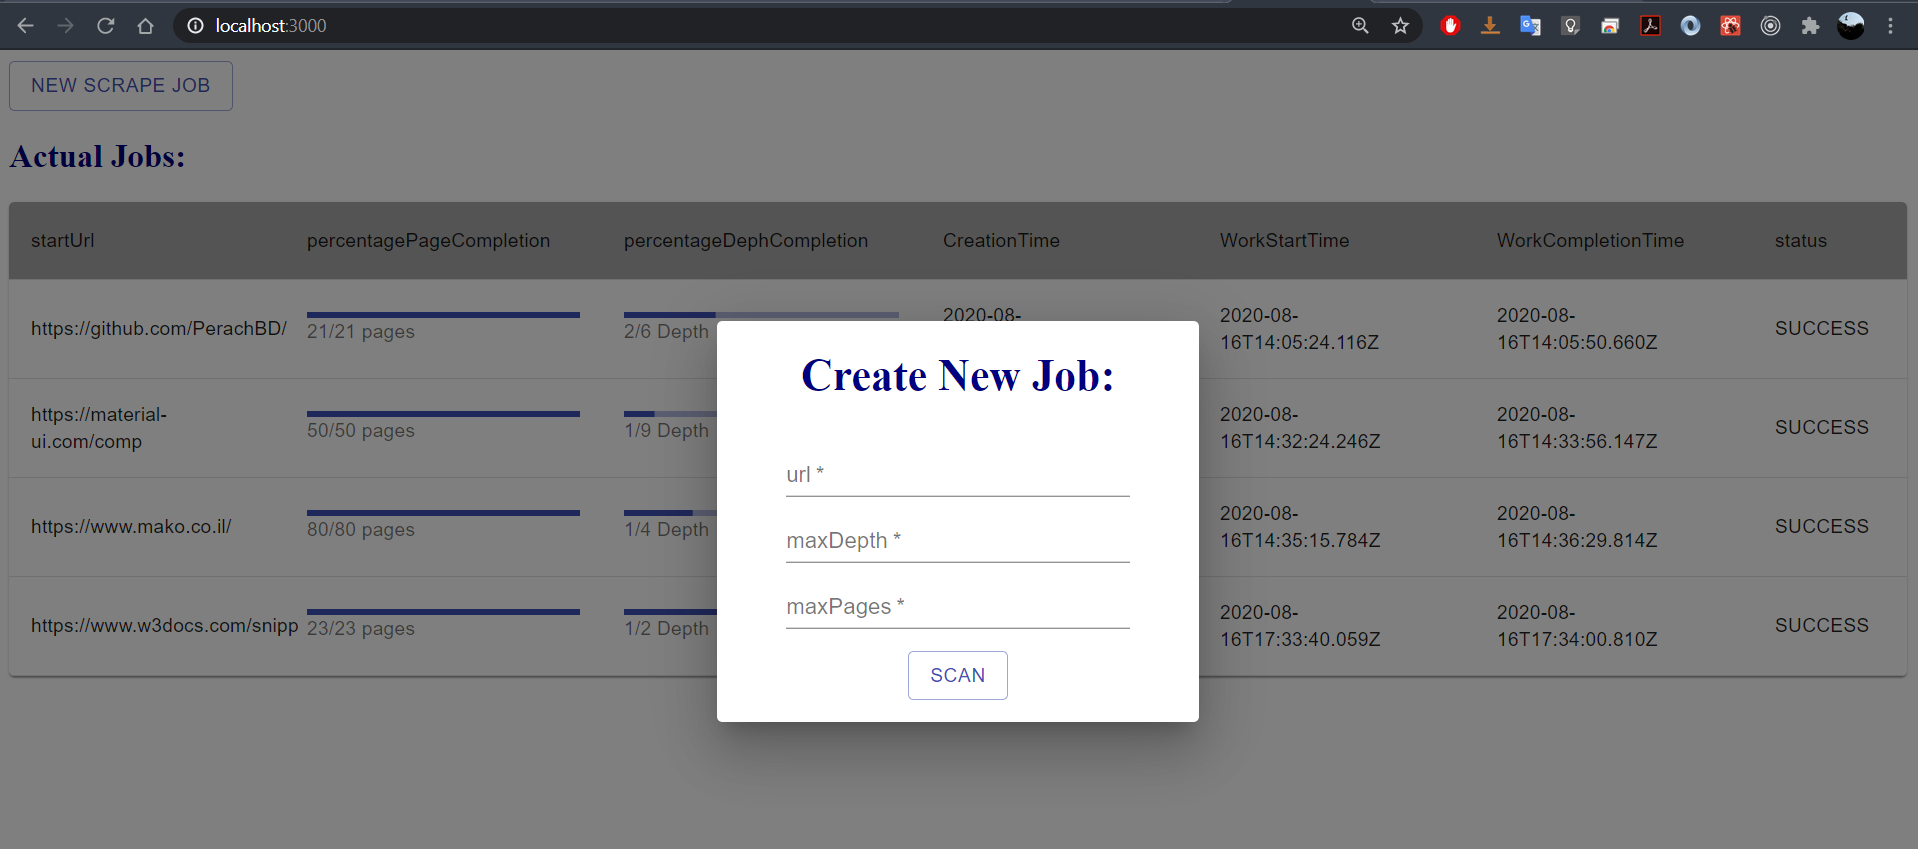 localhost:3000
NEW SCRAPE JOB
Actual Jobs:
startUrl percentagePageCompletion percentageDephCompletion CreationTime WorkStartTime WorkCompletionTime status
https://github.com/PerachBD/ 21/21 pages 2/6 Depth 2020-08- 2020-08- 2020-08- SUCCESS
16T14:05:24.116Z 16T14:05:50.660Z
https://material- 50/50 pages 1/9 Depth 2020-08- 2020-08- SUCCESS
ui.com/comp 16T14:32:24.246Z 16T14:33:56.147Z
https://www.mako.co.il/ 80/80 pages 1/4 Depth 2020-08- 2020-08- SUCCESS
16T14:35:15.784Z 16T14:36:29.814Z
https://www.w3docs.com/snipp 23/23 pages 1/2 Depth 2020-08- 2020-08- SUCCESS
16T17:33:40.059Z 16T17:34:00.810Z
Create New Job:
url *
maxDepth *
maxPages *
SCAN